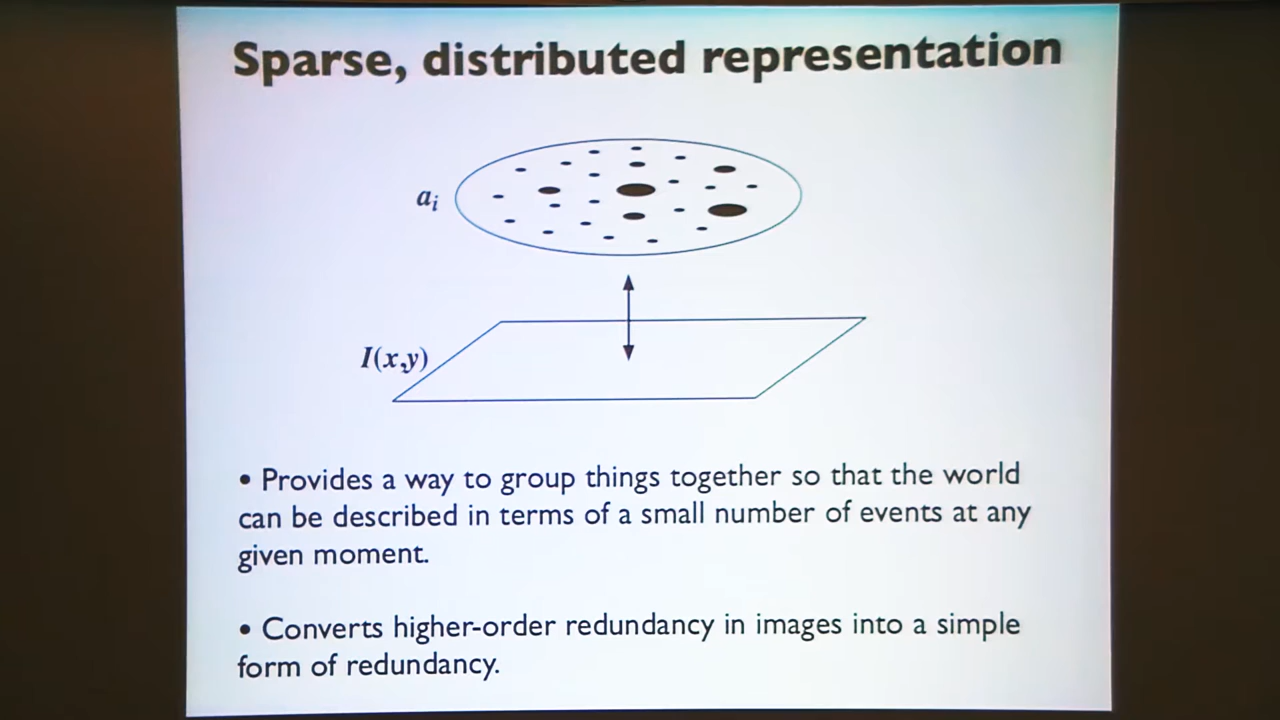 Sparse, distributed representation
aᵢ
I(x,y)
• Provides a way to group things together so that the world
can be described in terms of a small number of events at any
given moment.
• Converts higher-order redundancy in images into a simple
form of redundancy.